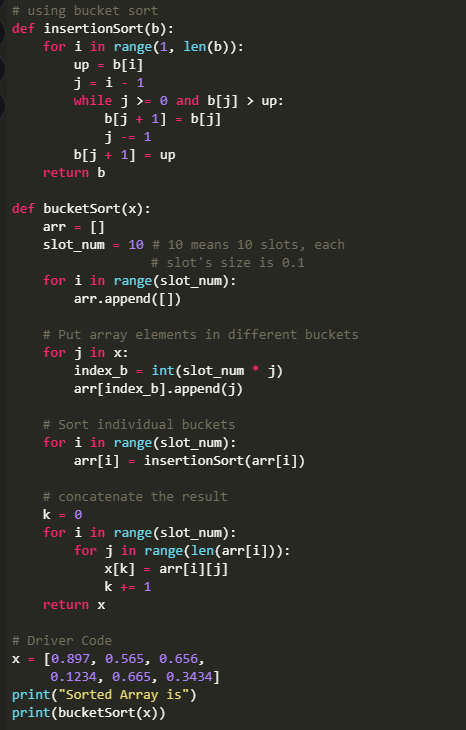 # using bucket sort
def insertionSort(b):
    for i in range(1, len(b)):
        up = b[i]
        j = i - 1
        while j >= 0 and b[j] > up:
            b[j + 1] = b[j]
            j -= 1
        b[j + 1] = up
    return b

def bucketSort(x):
    arr = []
    slot_num = 10 # 10 means 10 slots, each
                  # slot's size is 0.1
    for i in range(slot_num):
        arr.append([])

    # Put array elements in different buckets
    for j in x:
        index_b = int(slot_num * j)
        arr[index_b].append(j)

    # Sort individual buckets
    for i in range(slot_num):
        arr[i] = insertionSort(arr[i])

    # concatenate the result
    k = 0
    for i in range(slot_num):
        for j in range(len(arr[i])):
            x[k] = arr[i][j]
            k += 1
    return x

# Driver Code
x = [0.897, 0.565, 0.656,
     0.1234, 0.665, 0.3434]
print("Sorted Array is")
print(bucketSort(x))